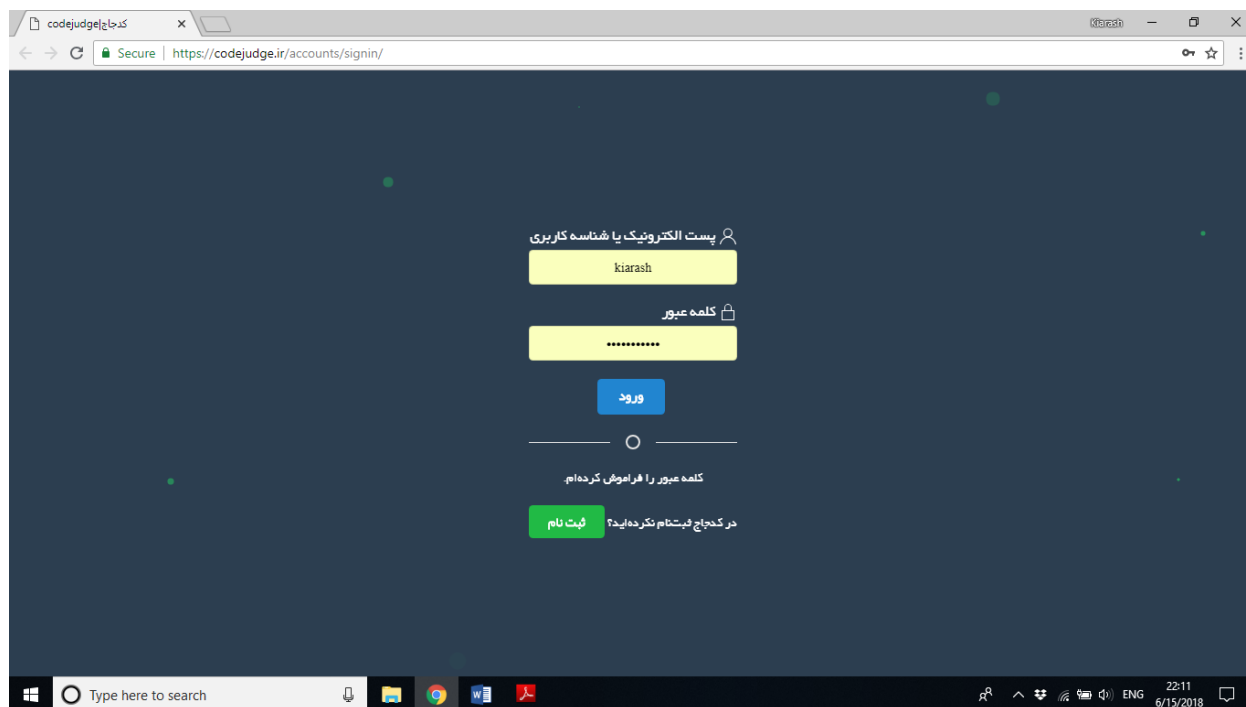 codejudge|کدجاج
Kiarash
Secure | https://codejudge.ir/accounts/signin/
پست الکترونیک یا شناسه کاربری
kiarash
کلمه عبور
•••••••••••
ورود
کلمه عبور را فراموش کرده‌ام.
در کدجاج ثبت‌نام نکرده‌اید؟ ثبت نام
Type here to search
ENG
22:11
6/15/2018